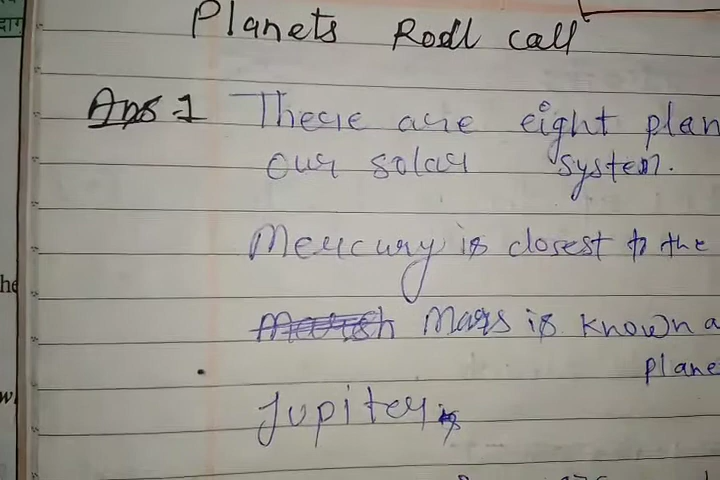 Planets Roll call
Ans-1 There are eight plan
our solar system.
Mercury is closest to the
Mars is known a
plane
Jupiter is